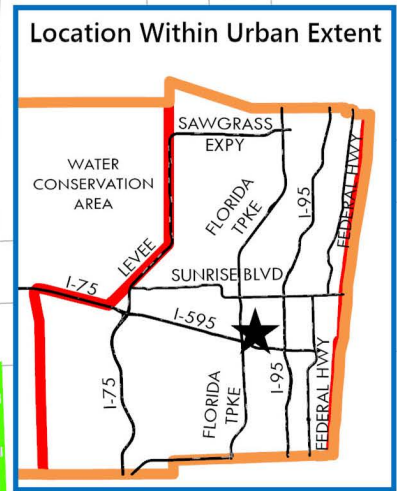 Location Within Urban Extent
SAWGRASS
EXPY
WATER
CONSERVATION
AREA
FLORIDA
TPKE
I-95
FEDERAL HWY
LEVEE
SUNRISE BLVD
I-75
I-595
I-75
FLORIDA
TPKE
I-95
FEDERAL HWY